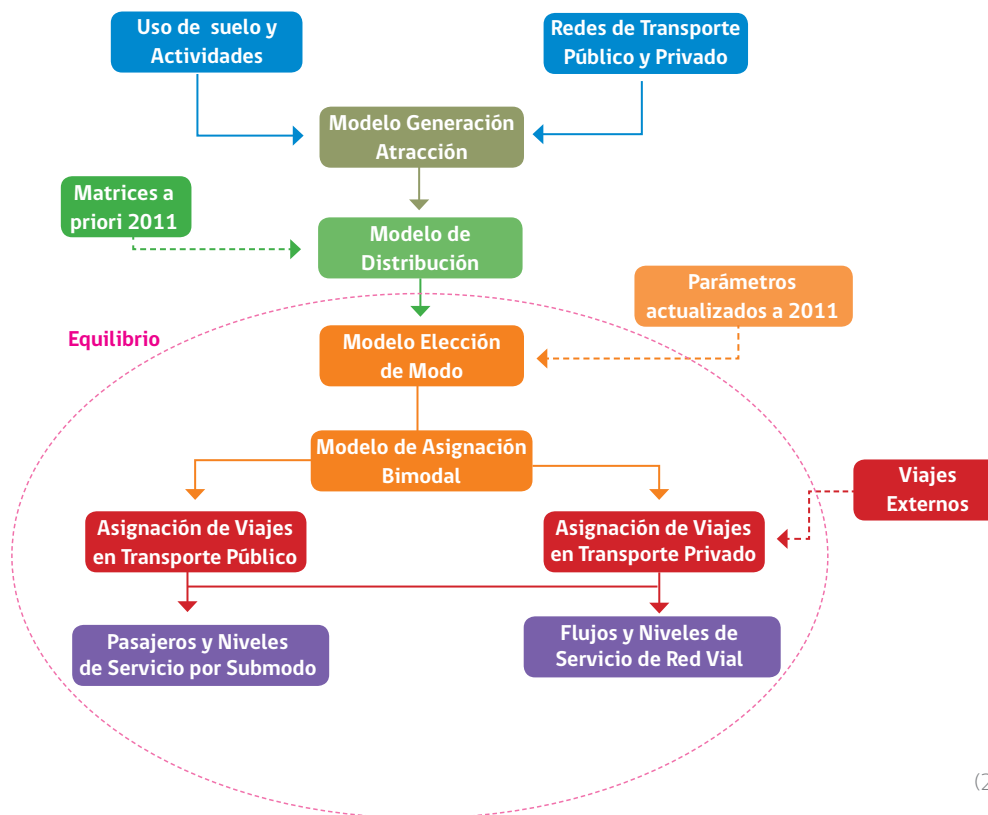 Uso de suelo y
Actividades
Redes de Transporte
Público y Privado
Modelo Generación
Atracción
Matrices a
priori 2011
Modelo de
Distribución
Parámetros
actualizados a 2011
Equilibrio
Modelo Elección
de Modo
Modelo de Asignación
Bimodal
Viajes
Externos
Asignación de Viajes
en Transporte Público
Asignación de Viajes
en Transporte Privado
Pasajeros y Niveles
de Servicio por Submodo
Flujos y Niveles de
Servicio de Red Vial
(2